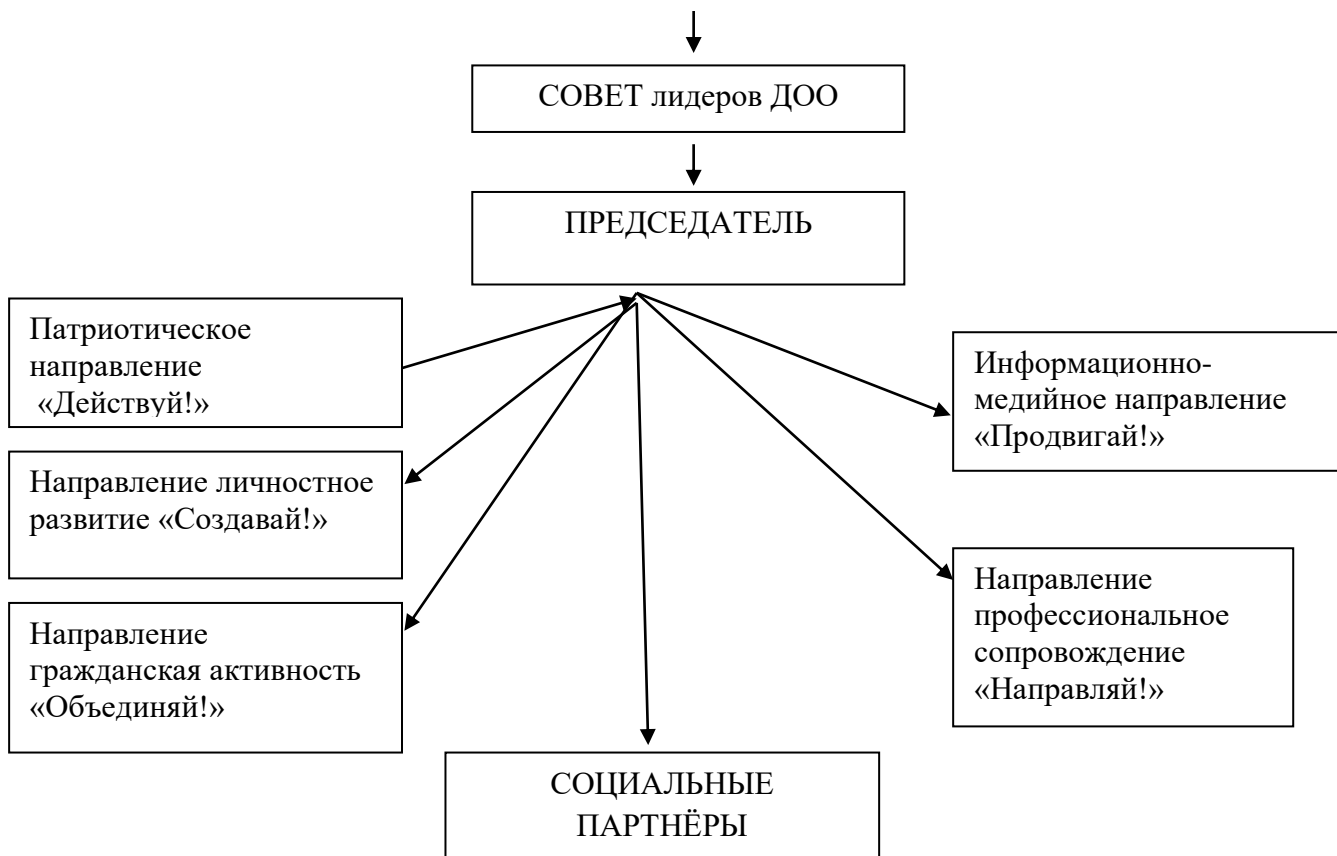 СОВЕТ лидеров ДОО
ПРЕДСЕДАТЕЛЬ
Патриотическое
направление
«Действуй!»
Направление личностное
развитие «Создавай!»
Направление
гражданская активность
«Объединяй!»
Информационно-
медийное направление
«Продвигай!»
Направление
профессиональное
сопровождение
«Направляй!»
СОЦИАЛЬНЫЕ
ПАРТНЁРЫ